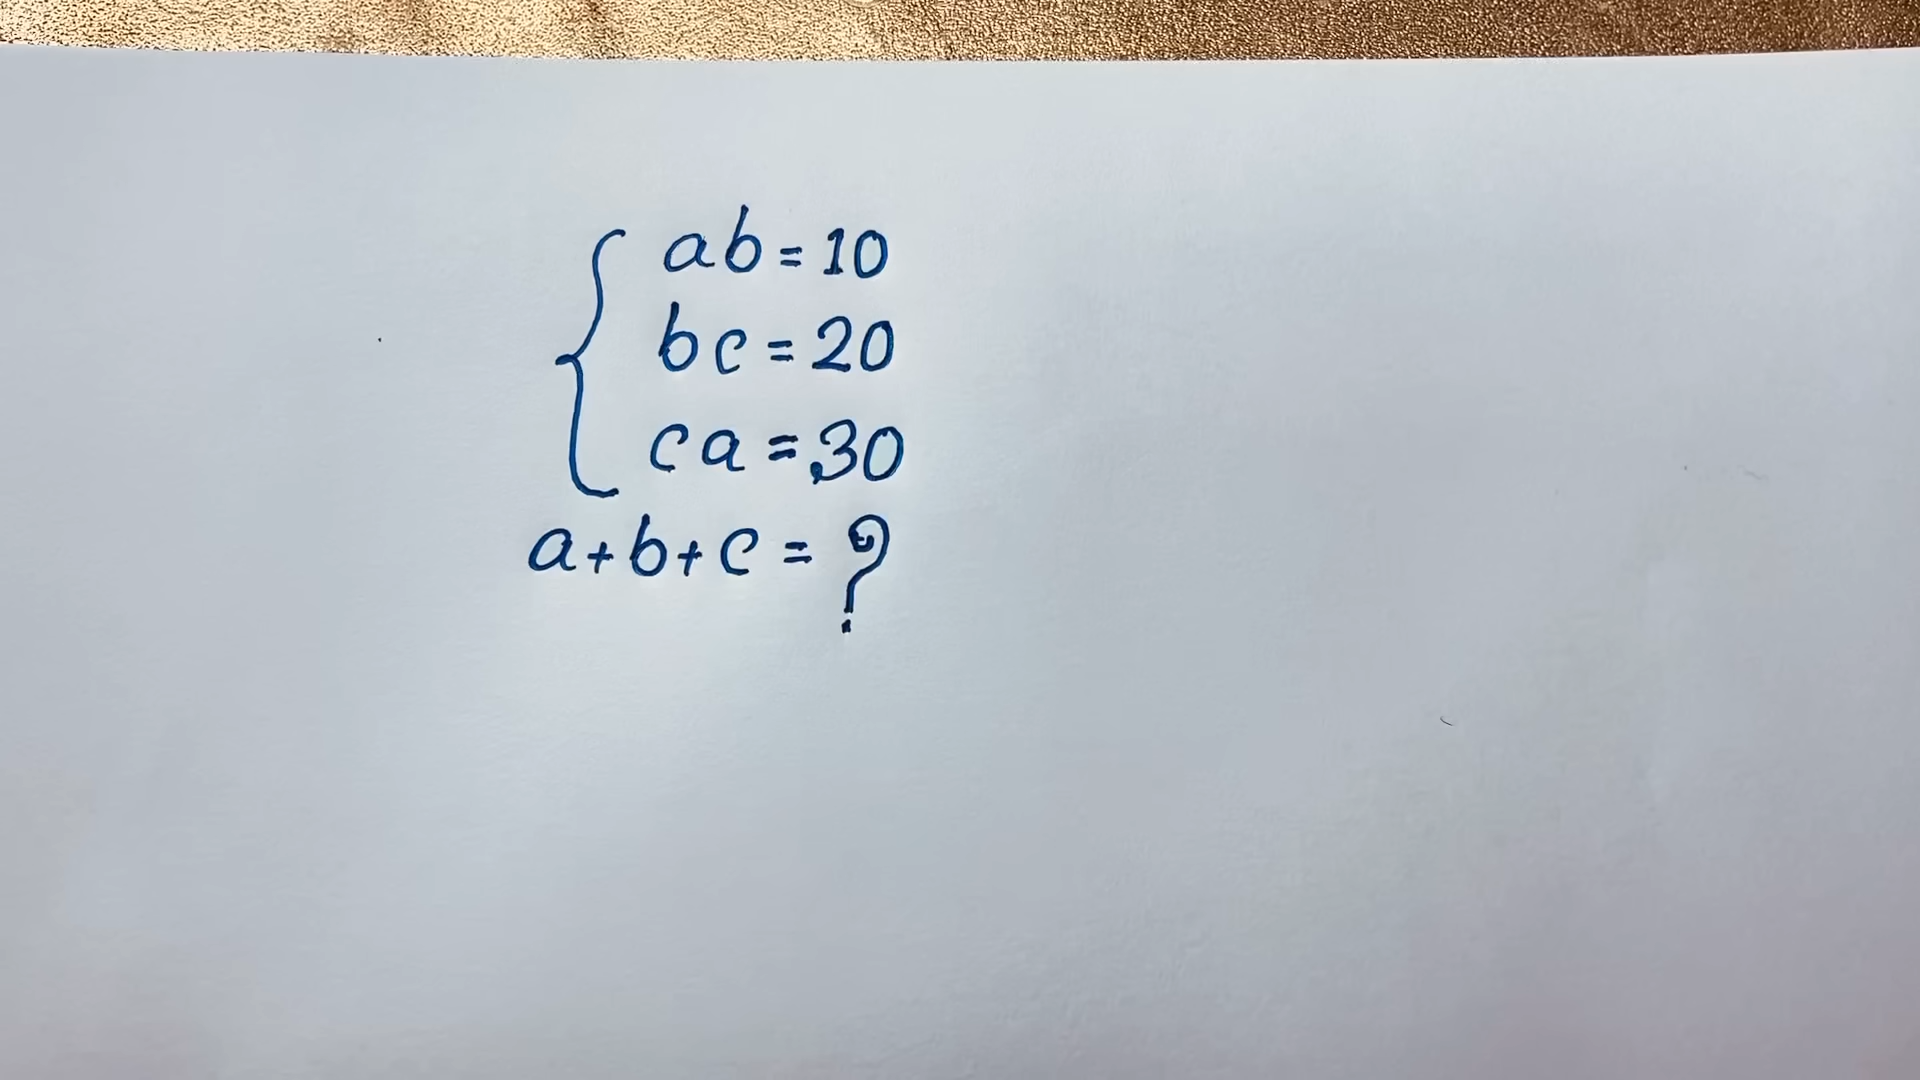 ab = 10
bc = 20
ca = 30
a+b+c = ?